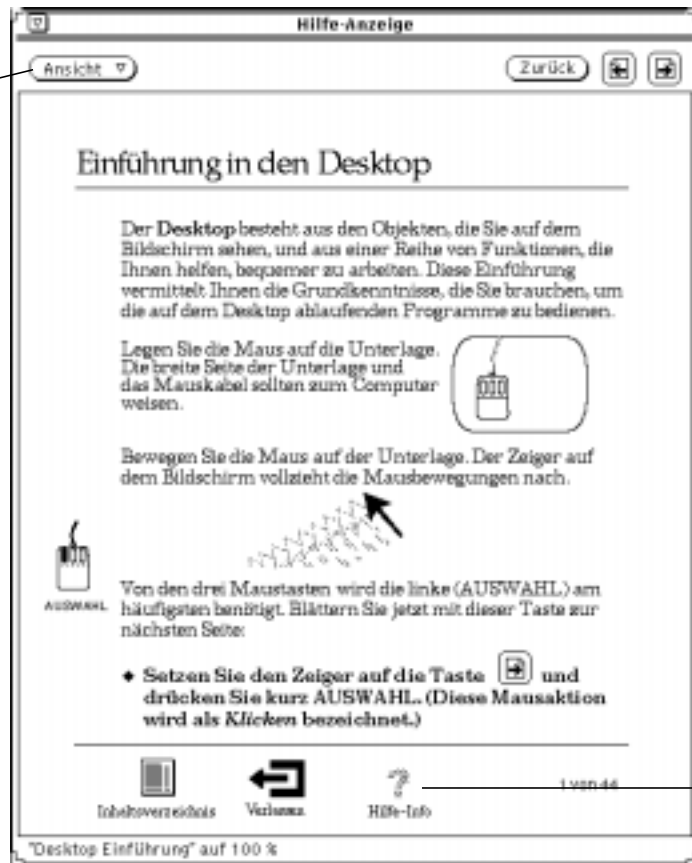 Hilfe-Anzeige
Ansicht
Zurück
Einführung in den Desktop
Der Desktop besteht aus den Objekten, die Sie auf dem
Bildschirm sehen, und aus einer Reihe von Funktionen, die
Ihnen helfen, bequemer zu arbeiten. Diese Einführung
vermittelt Ihnen die Grundkenntnisse, die Sie brauchen, um
die auf dem Desktop ablaufenden Programme zu bedienen.
Legen Sie die Maus auf die Unterlage.
Die breite Seite der Unterlage und
das Mauskabel sollten zum Computer
weisen.
Bewegen Sie die Maus auf der Unterlage. Der Zeiger auf
dem Bildschirm vollzieht die Mausbewegungen nach.
AUSWAHL
Von den drei Maustasten wird die linke (AUSWAHL) am
häufigsten benötigt. Blättern Sie jetzt mit dieser Taste zur
nächsten Seite:
◆ Setzen Sie den Zeiger auf die Taste und
drücken Sie kurz AUSWAHL. (Diese Mausaktion
wird als Klicken bezeichnet.)
Inhaltsverzeichnis
Verlassen
Hilfe-Info
1 von 44
"Desktop Einführung" auf 100 %